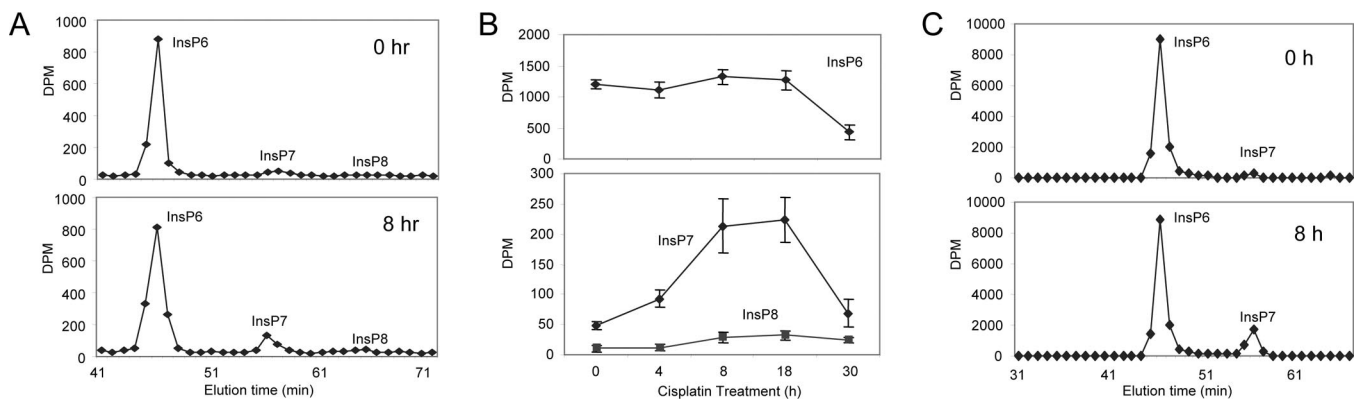 A
1000
800
600
400
200
0
DPM
InsP6
InsP7
InsP8
0 hr
1000
800
600
400
200
0
DPM
InsP6
InsP7
InsP8
8 hr
41 51 61 71
Elution time (min)
B
2000
1500
1000
500
0
DPM
InsP6
300
250
200
150
100
50
0
DPM
InsP7
InsP8
0 4 8 18 30
Cisplatin Treatment (h)
C
10000
8000
6000
4000
2000
0
DPM
InsP6
InsP7
0 h
10000
8000
6000
4000
2000
0
DPM
InsP6
InsP7
8 h
31 41 51 61
Elution time (min)